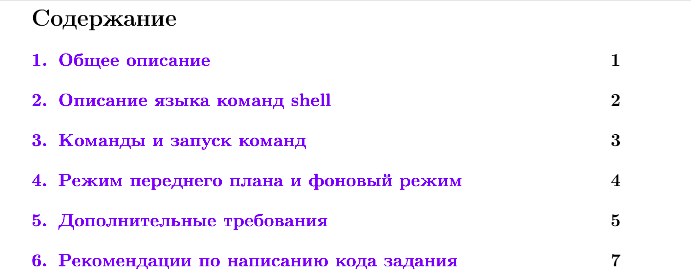 Содержание
1. Общее описание 1
2. Описание языка команд shell 2
3. Команды и запуск команд 3
4. Режим переднего плана и фоновый режим 4
5. Дополнительные требования 5
6. Рекомендации по написанию кода задания 7